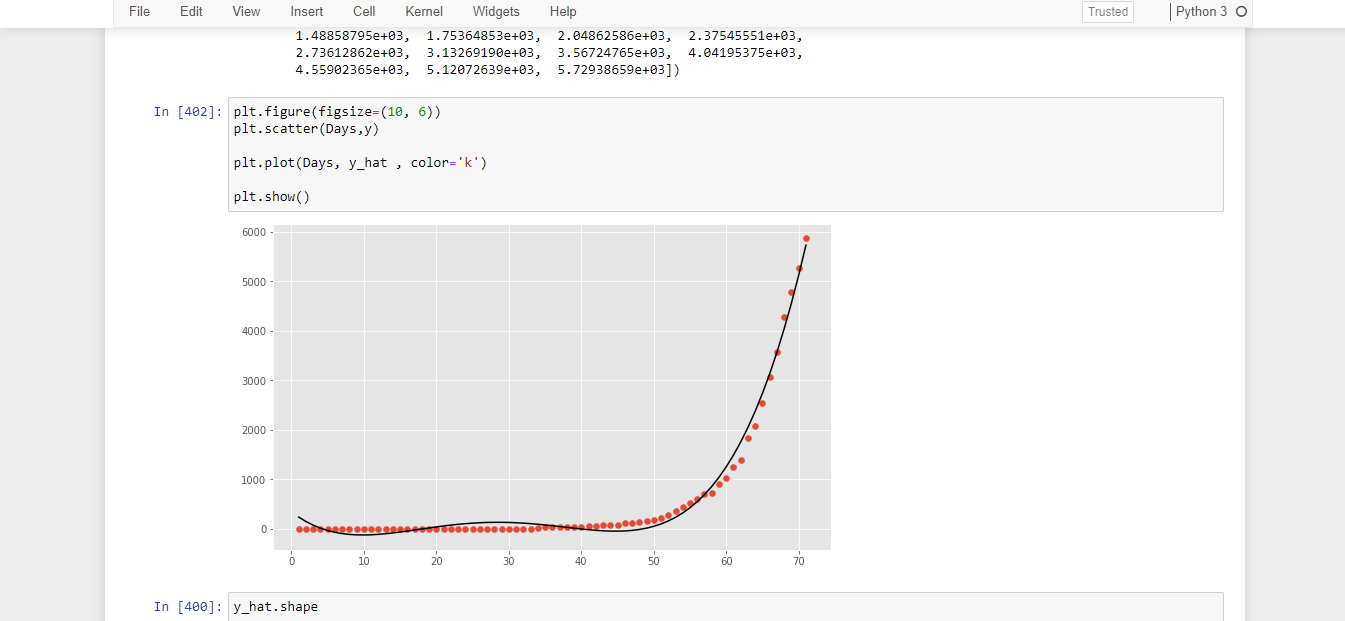 File Edit View Insert Cell Kernel Widgets Help Trusted Python 3
1.48858795e+03, 1.75364853e+03, 2.04862586e+03, 2.37545551e+03,
2.73612862e+03, 3.13269190e+03, 3.56724765e+03, 4.04195375e+03,
4.55902365e+03, 5.12072639e+03, 5.72938659e+03])
In [402]: plt.figure(figsize=(10, 6))
plt.scatter(Days,y)
plt.plot(Days, y_hat , color='k')
plt.show()
6000
5000
4000
3000
2000
1000
0
0 10 20 30 40 50 60 70
In [400]: y_hat.shape